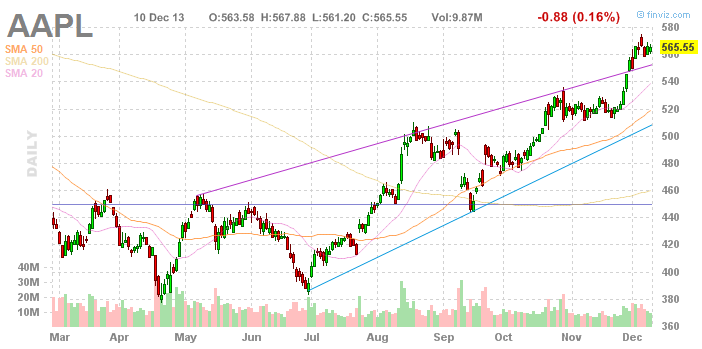 AAPL
10 Dec 13 O:563.58 H:567.88 L:561.20 C:565.55 Vol:9.87M -0.88 (0.16%)
finviz.com
SMA 50
SMA 200
SMA 20
DAILY
580
565.55
560
540
520
500
480
460
440
420
400
380
360
40M
30M
20M
10M
Mar Apr May Jun Jul Aug Sep Oct Nov Dec